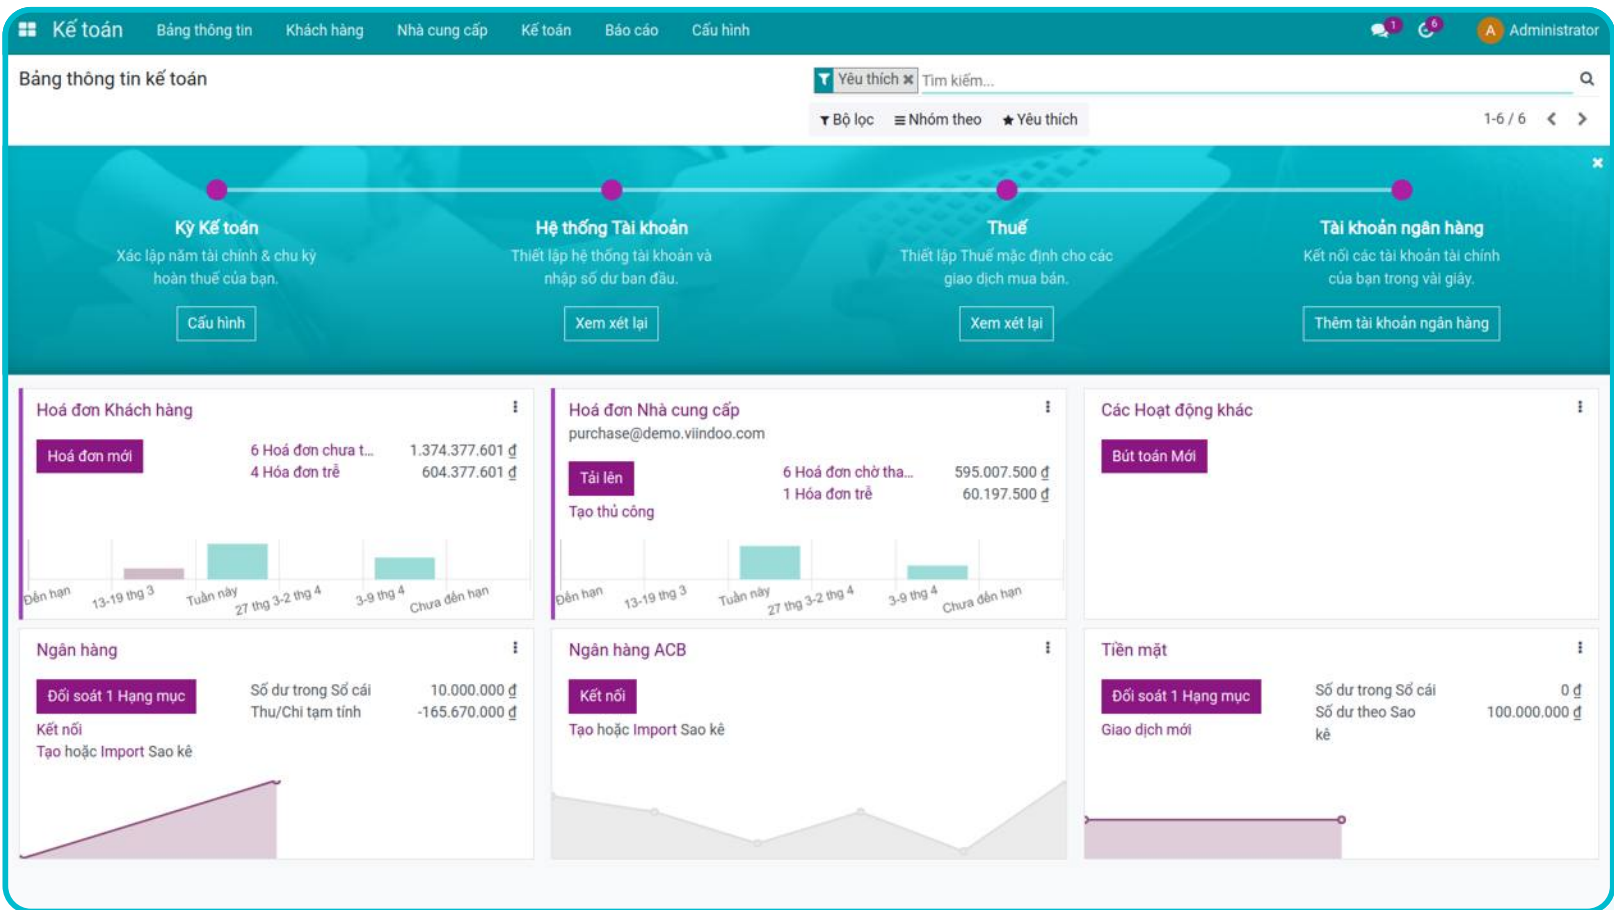 Kế toán Bảng thông tin Khách hàng Nhà cung cấp Kế toán Báo cáo Cấu hình 1 6 A Administrator
Bảng thông tin kế toán
Yêu thích Tìm kiếm...
Bộ lọc Nhóm theo Yêu thích 1-6 / 6
Kỳ Kế toán
Xác lập năm tài chính & chu kỳ
hoàn thuế của bạn.
Cấu hình
Hệ thống Tài khoản
Thiết lập hệ thống tài khoản và
nhập số dư ban đầu.
Xem xét lại
Thuế
Thiết lập Thuế mặc định cho các
giao dịch mua bán.
Xem xét lại
Tài khoản ngân hàng
Kết nối các tài khoản tài chính
của bạn trong vài giây.
Thêm tài khoản ngân hàng
Hoá đơn Khách hàng
Hoá đơn mới
6 Hoá đơn chưa t... 1.374.377.601 ₫
4 Hóa đơn trễ 604.377.601 ₫
Đến hạn 13-19 thg 3 Tuần này 27 thg 3-2 thg 4 3-9 thg 4 Chưa đến hạn
Hoá đơn Nhà cung cấp
purchase@demo.viindoo.com
Tải lên
6 Hoá đơn chờ tha... 595.007.500 ₫
1 Hóa đơn trễ 60.197.500 ₫
Tạo thủ công
Đến hạn 13-19 thg 3 Tuần này 27 thg 3-2 thg 4 3-9 thg 4 Chưa đến hạn
Các Hoạt động khác
Bút toán Mới
Ngân hàng
Đối soát 1 Hạng mục
Số dư trong Sổ cái 10.000.000 ₫
Thu/Chi tạm tính -165.670.000 ₫
Kết nối
Tạo hoặc Import Sao kê
Ngân hàng ACB
Kết nối
Tạo hoặc Import Sao kê
Tiền mặt
Đối soát 1 Hạng mục
Số dư trong Sổ cái 0 ₫
Số dư theo Sao 100.000.000 ₫
kê
Giao dịch mới